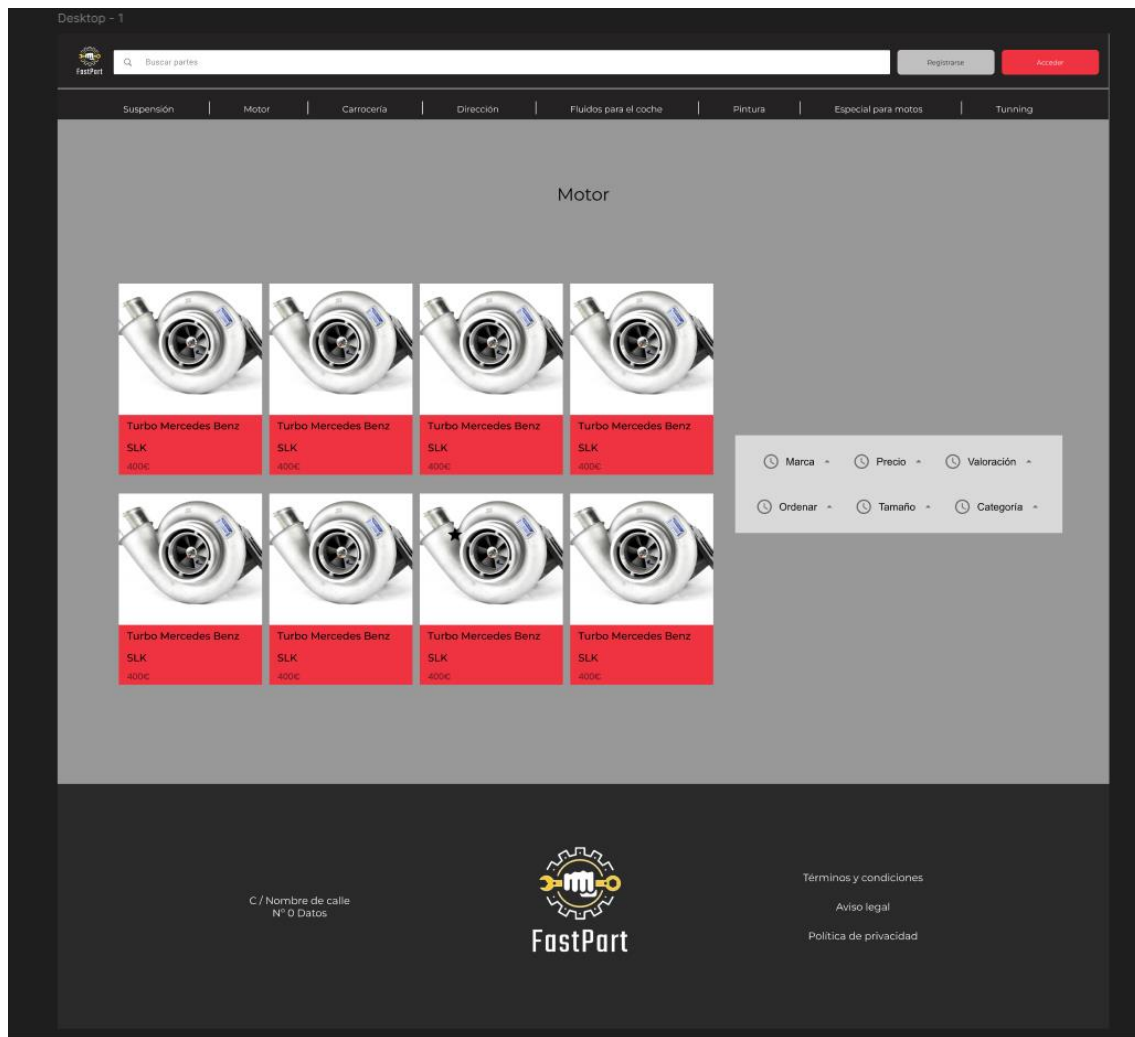 Desktop - 1
FastPart
Buscar partes
Registrarse
Acceder
Suspensión
Motor
Carrocería
Dirección
Fluidos para el coche
Pintura
Especial para motos
Tunning
Motor
Turbo Mercedes Benz
SLK
400€
Turbo Mercedes Benz
SLK
400€
Turbo Mercedes Benz
SLK
400€
Turbo Mercedes Benz
SLK
400€
Marca
Precio
Valoración
Ordenar
Tamaño
Categoría
Turbo Mercedes Benz
SLK
400€
Turbo Mercedes Benz
SLK
400€
Turbo Mercedes Benz
SLK
400€
Turbo Mercedes Benz
SLK
400€
C / Nombre de calle
Nº 0 Datos
FastPart
Términos y condiciones
Aviso legal
Política de privacidad